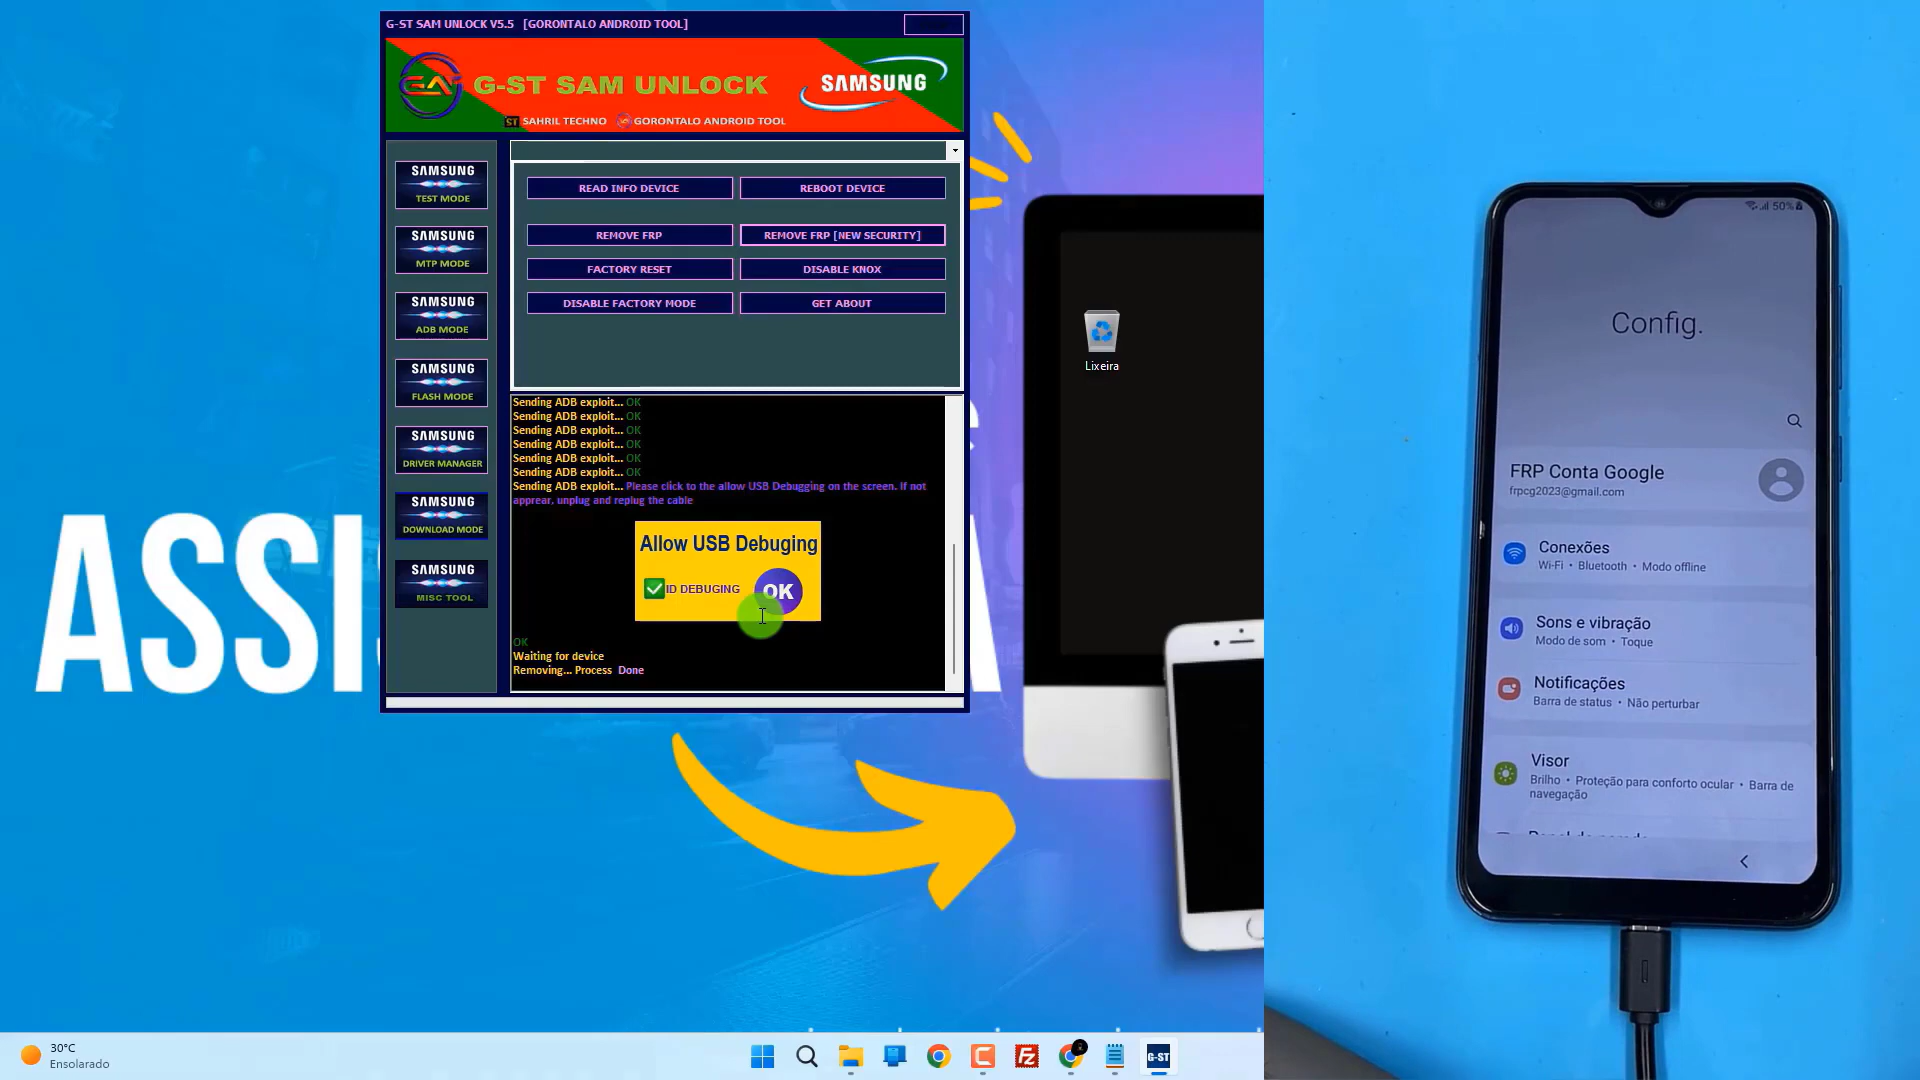 G-ST SAM UNLOCK V5.5 [GORONTALO ANDROID TOOL]
G-ST SAM UNLOCK
SAMSUNG
ST SAHRIL TECHNO GORONTALO ANDROID TOOL
SAMSUNG
TEST MODE
SAMSUNG
MTP MODE
SAMSUNG
ADB MODE
SAMSUNG
FLASH MODE
SAMSUNG
DRIVER MANAGER
SAMSUNG
DOWNLOAD MODE
SAMSUNG
MISC TOOL
READ INFO DEVICE
REBOOT DEVICE
REMOVE FRP
REMOVE FRP [NEW SECURITY]
FACTORY RESET
DISABLE KNOX
DISABLE FACTORY MODE
GET ABOUT
Sending ADB exploit... OK
Sending ADB exploit... OK
Sending ADB exploit... OK
Sending ADB exploit... OK
Sending ADB exploit... OK
Sending ADB exploit... OK
Sending ADB exploit... Please click to the allow USB Debugging on the screen. If not
apprear, unplug and replug the cable
Allow USB Debuging
ID DEBUGING OK
OK
Waiting for device
Removing... Process Done
Lixeira
30°C
Ensolarado
G-ST
50%
Config.
FRP Conta Google
frpcg2023@gmail.com
Conexões
Wi-Fi • Bluetooth • Modo offline
Sons e vibração
Modo de som • Toque
Notificações
Barra de status • Não perturbar
Visor
Brilho • Proteção para conforto ocular • Barra de
navegação